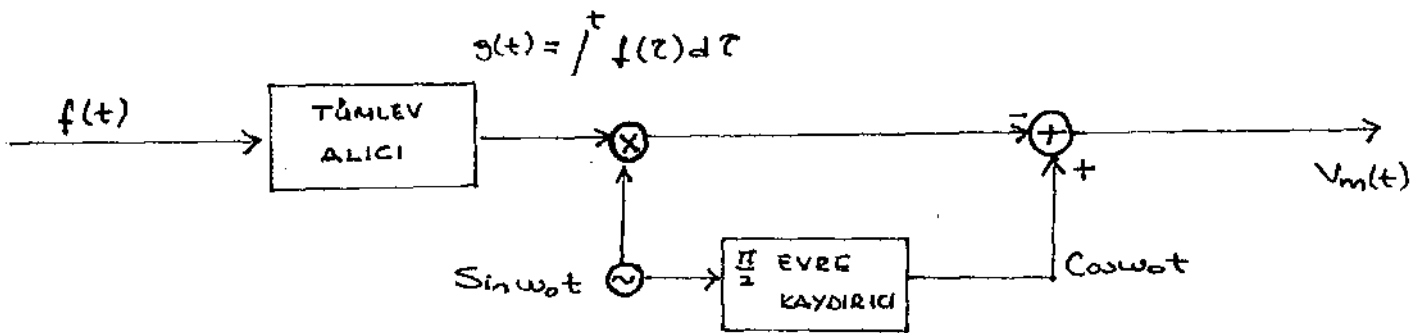 g(t) = ∫ᵗ f(τ) dτ
f(t)
TÜMLEV
ALICI
×
-
+
+
Vm(t)
Sinω₀t
~
π/2 EVRE
KAYDIRICI
Cosω₀t